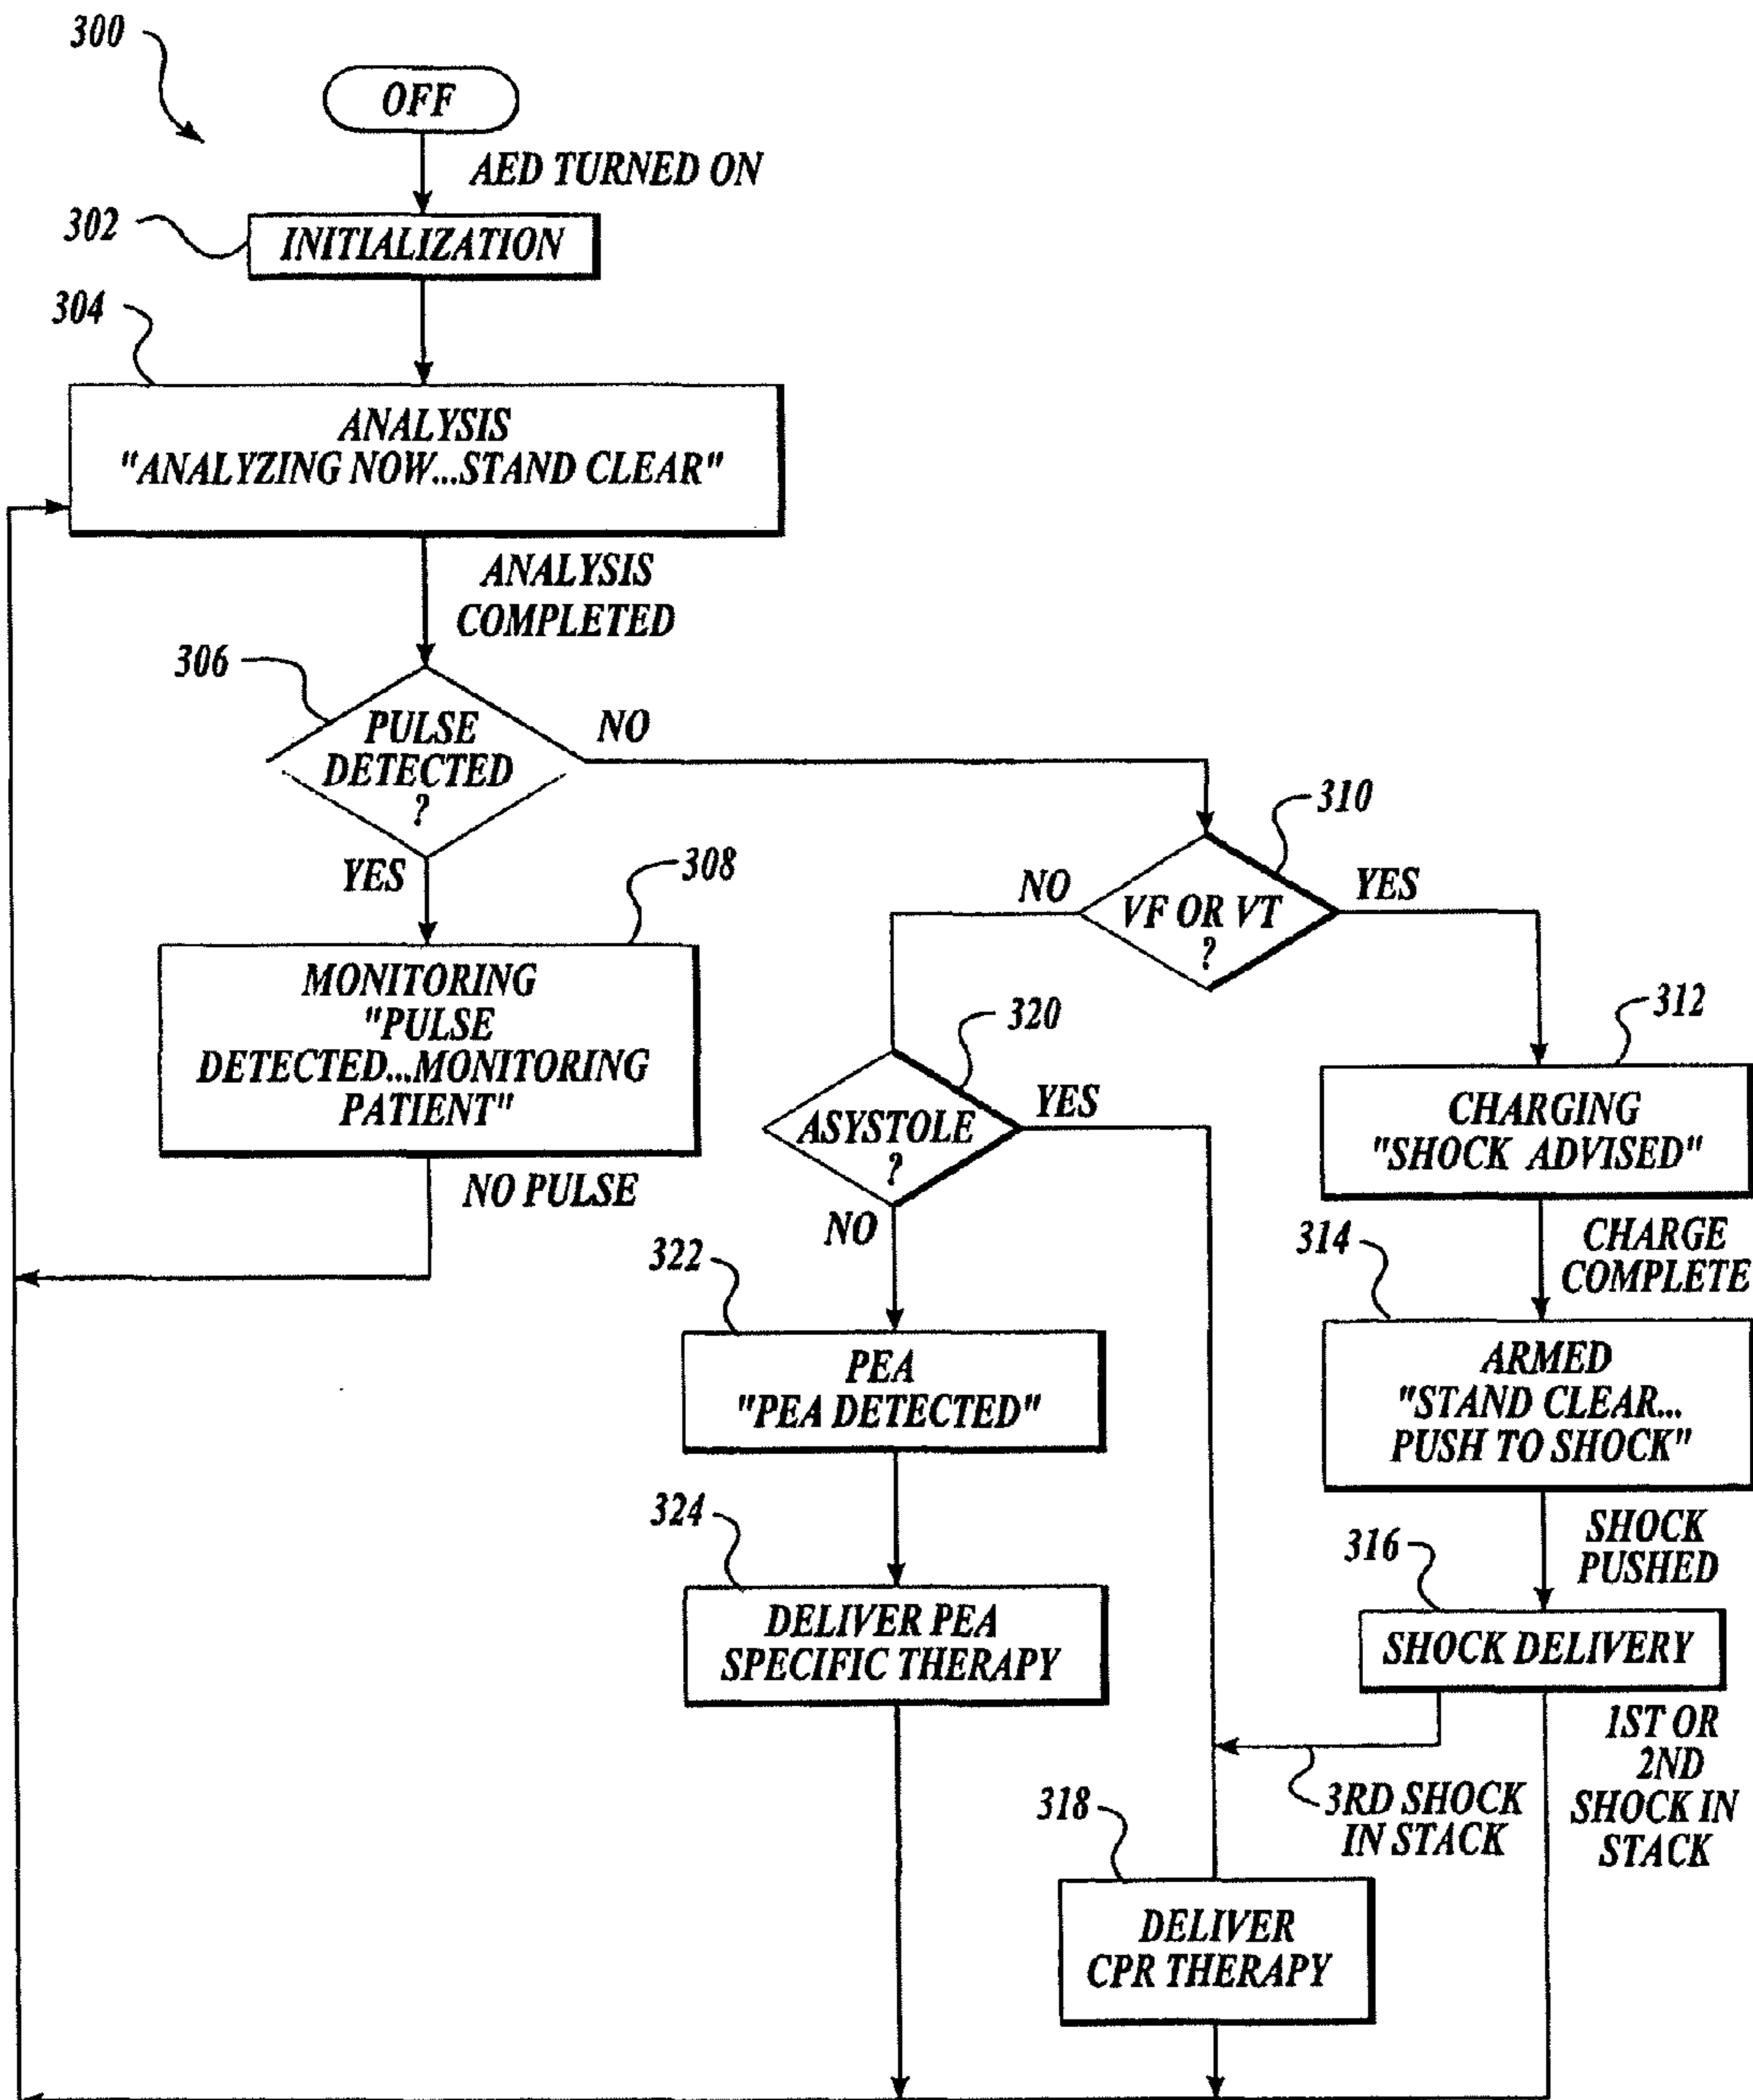 300
OFF
AED TURNED ON
302
INITIALIZATION
304
ANALYSIS
"ANALYZING NOW...STAND CLEAR"
ANALYSIS
COMPLETED
306
PULSE
DETECTED
?
NO
YES
308
MONITORING
"PULSE
DETECTED...MONITORING
PATIENT"
NO PULSE
310
VF OR VT
?
NO
YES
312
CHARGING
"SHOCK ADVISED"
CHARGE
COMPLETE
314
ARMED
"STAND CLEAR...
PUSH TO SHOCK"
SHOCK
PUSHED
316
SHOCK DELIVERY
1ST OR
2ND
SHOCK IN
STACK
3RD SHOCK
IN STACK
320
ASYSTOLE
?
YES
NO
322
PEA
"PEA DETECTED"
324
DELIVER PEA
SPECIFIC THERAPY
318
DELIVER
CPR THERAPY